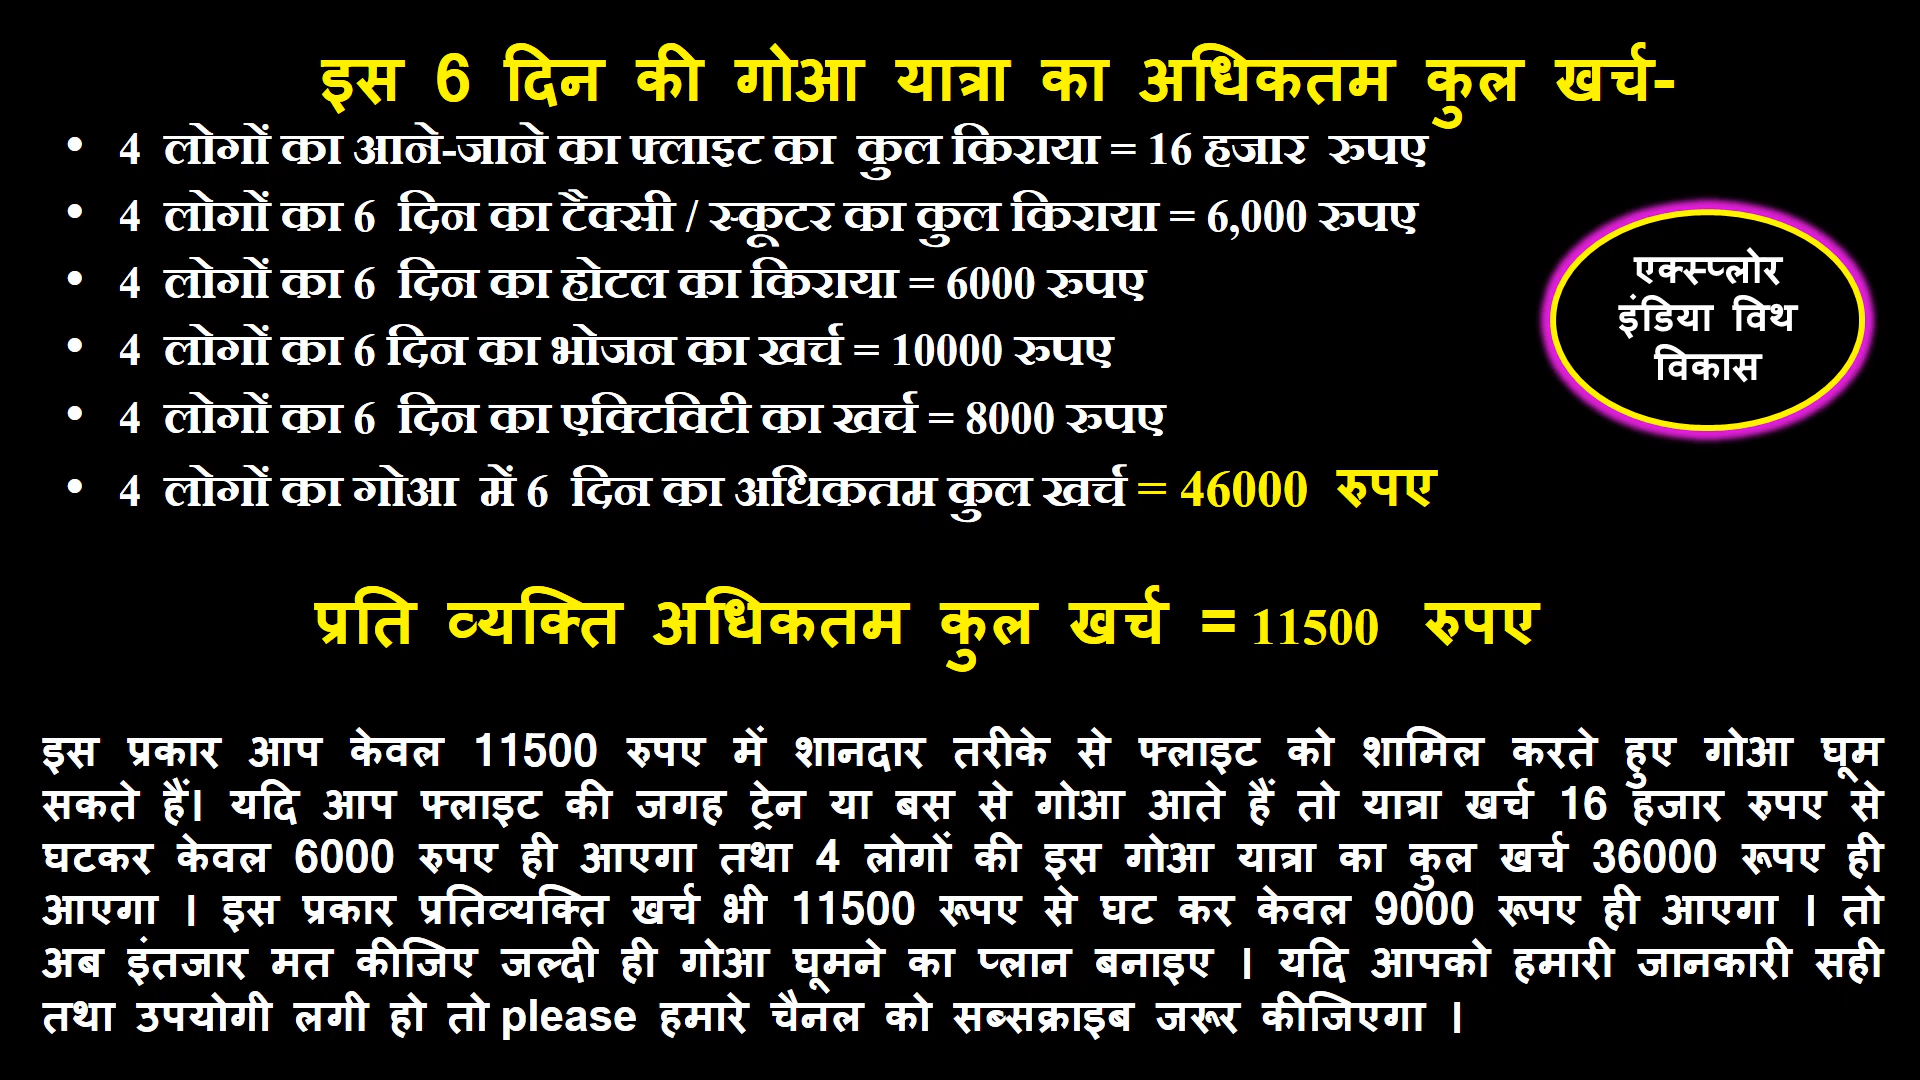 इस 6 दिन की गोआ यात्रा का अधिकतम कुल खर्च-
• 4 लोगों का आने-जाने का फ्लाइट का कुल किराया = 16 हजार रुपए
• 4 लोगों का 6 दिन का टैक्सी / स्कूटर का कुल किराया = 6,000 रुपए
• 4 लोगों का 6 दिन का होटल का किराया = 6000 रुपए
• 4 लोगों का 6 दिन का भोजन का खर्च = 10000 रुपए
• 4 लोगों का 6 दिन का एक्टिविटी का खर्च = 8000 रुपए
• 4 लोगों का गोआ में 6 दिन का अधिकतम कुल खर्च = 46000 रुपए
एक्स्प्लोर
इंडिया विथ
विकास
प्रति व्यक्ति अधिकतम कुल खर्च = 11500 रुपए
इस प्रकार आप केवल 11500 रुपए में शानदार तरीके से फ्लाइट को शामिल करते हुए गोआ घूम
सकते हैं। यदि आप फ्लाइट की जगह ट्रेन या बस से गोआ आते हैं तो यात्रा खर्च 16 हजार रुपए से
घटकर केवल 6000 रुपए ही आएगा तथा 4 लोगों की इस गोआ यात्रा का कुल खर्च 36000 रूपए ही
आएगा । इस प्रकार प्रतिव्यक्ति खर्च भी 11500 रूपए से घट कर केवल 9000 रूपए ही आएगा । तो
अब इंतजार मत कीजिए जल्दी ही गोआ घूमने का प्लान बनाइए । यदि आपको हमारी जानकारी सही
तथा उपयोगी लगी हो तो please हमारे चैनल को सब्सक्राइब जरूर कीजिएगा ।